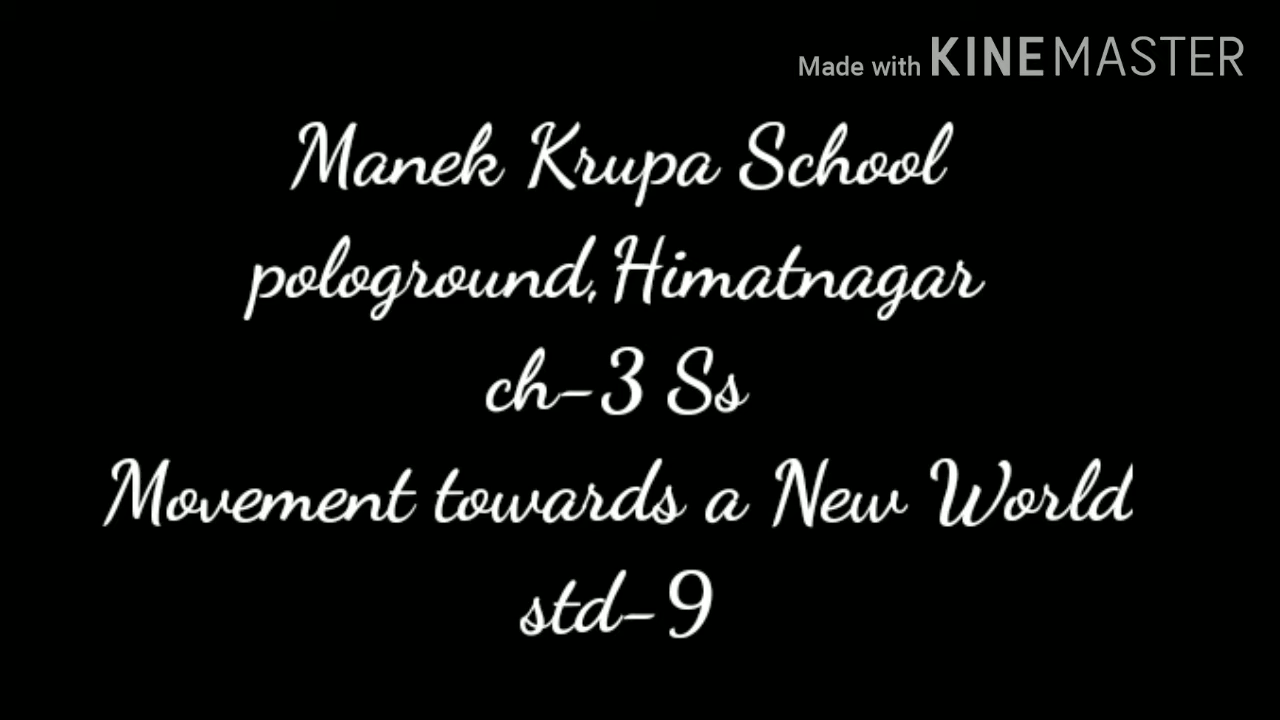 Made with KINEMASTER
Manek Krupa School
pologround, Himatnagar
ch-3 Ss
Movement towards a New World
std-9